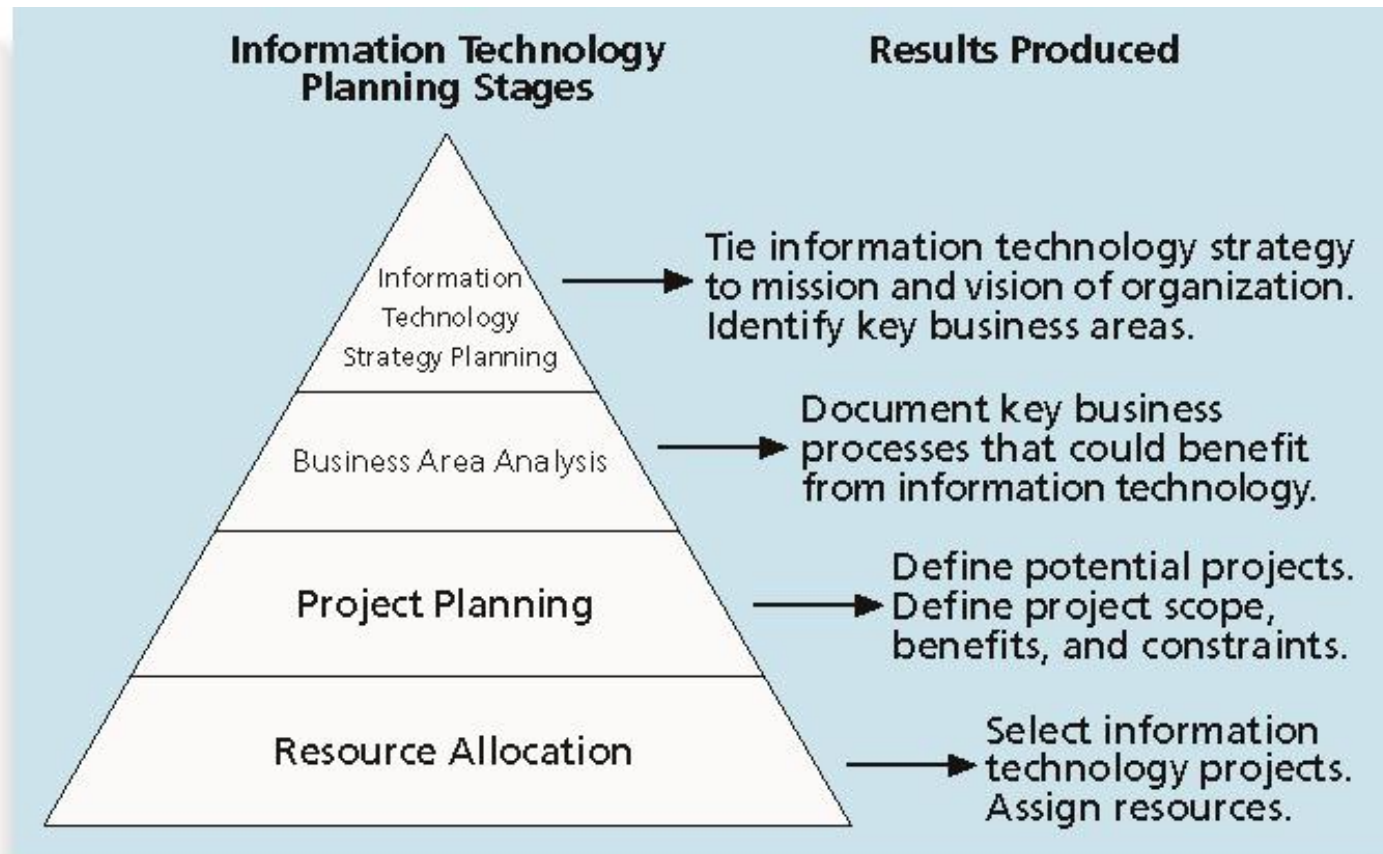 Information Technology
Planning Stages
Results Produced
Information
Technology
Strategy Planning
Tie information technology strategy
to mission and vision of organization.
Identify key business areas.
Business Area Analysis
Document key business
processes that could benefit
from information technology.
Project Planning
Define potential projects.
Define project scope,
benefits, and constraints.
Resource Allocation
Select information
technology projects.
Assign resources.